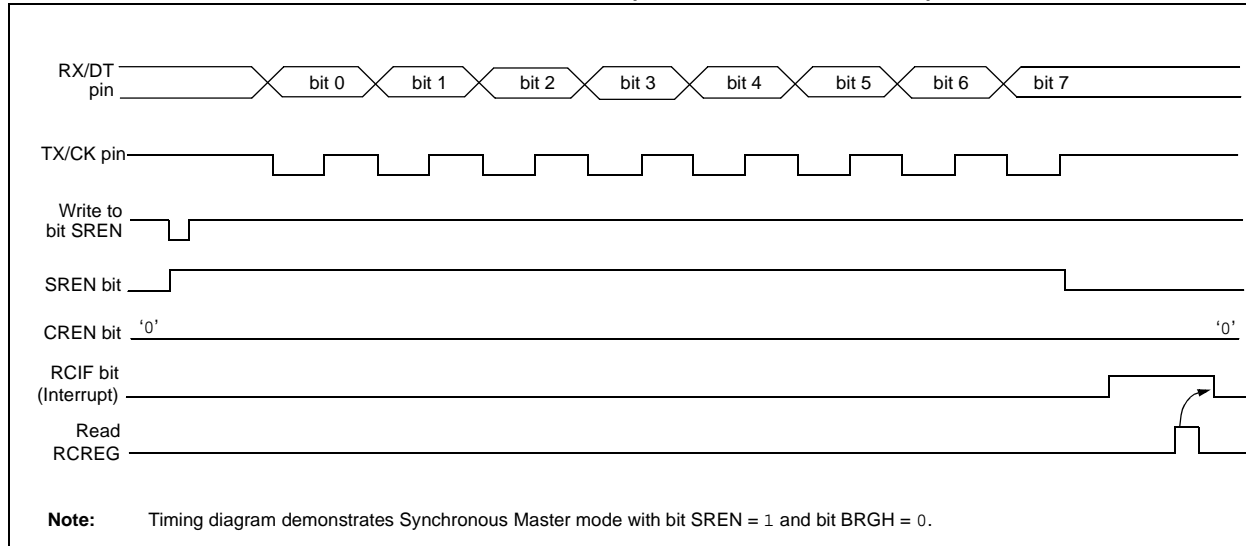 RX/DT
pin
bit 0 bit 1 bit 2 bit 3 bit 4 bit 5 bit 6 bit 7
TX/CK pin
Write to
bit SREN
SREN bit
CREN bit ‘0’ ‘0’
RCIF bit
(Interrupt)
Read
RCREG
Note: Timing diagram demonstrates Synchronous Master mode with bit SREN = 1 and bit BRGH = 0.